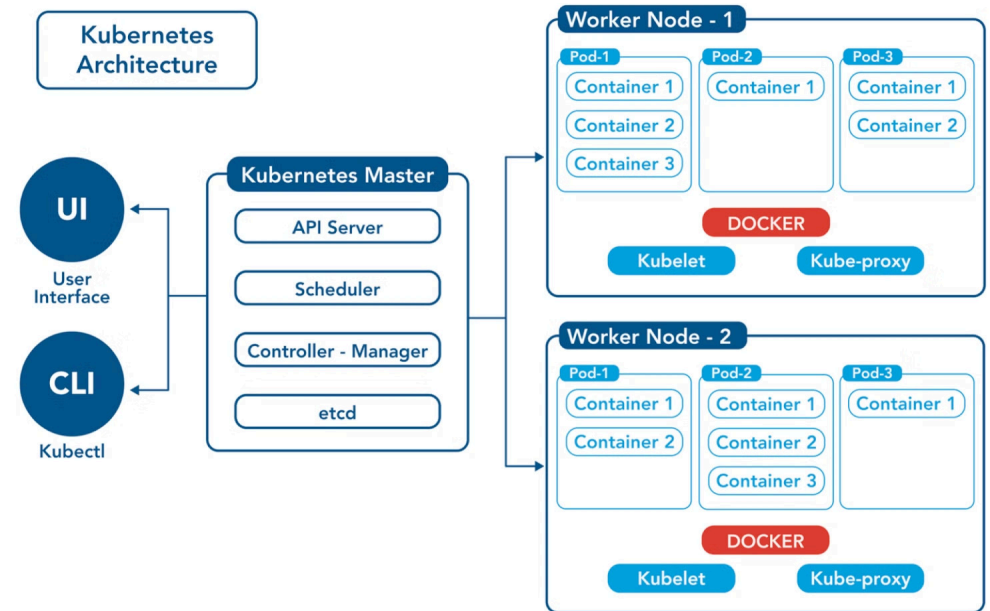 Kubernetes
Architecture
UI
User
Interface
CLI
Kubectl
Kubernetes Master
API Server
Scheduler
Controller - Manager
etcd
Worker Node - 1
Pod-1
Container 1
Container 2
Container 3
Pod-2
Container 1
Pod-3
Container 1
Container 2
DOCKER
Kubelet
Kube-proxy
Worker Node - 2
Pod-1
Container 1
Container 2
Pod-2
Container 1
Container 2
Container 3
Pod-3
Container 1
DOCKER
Kubelet
Kube-proxy